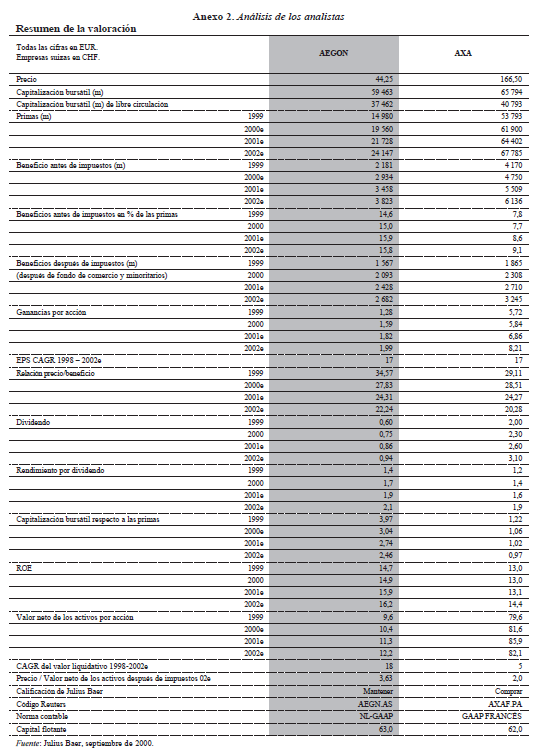 Anexo 2. Análisis de los analistas
Resumen de la valoración
Todas las cifras en EUR.
Empresas suizas en CHF.
AEGON AXA
Precio 44,25 166,50
Capitalización bursátil (m) 59 463 65 794
Capitalización bursátil (m) de libre circulación 37 462 40 793
Primas (m) 1999 14 980 53 793
2000e 19 560 61 900
2001e 21 728 64 402
2002e 24 147 67 785
Beneficio antes de impuestos (m) 1999 2 181 4 170
2000e 2 934 4 750
2001e 3 458 5 509
2002e 3 823 6 136
Beneficios antes de impuestos en % de las primas 1999 14,6 7,8
2000 15,0 7,7
2001e 15,9 8,6
2002e 15,8 9,1
Beneficios después de impuestos (m) 1999 1 567 1 865
(después de fondo de comercio y minoritarios) 2000 2 093 2 308
2001e 2 428 2 710
2002e 2 682 3 245
Ganancias por acción 1999 1,28 5,72
2000 1,59 5,84
2001e 1,82 6,86
2002e 1,99 8,21
EPS CAGR 1998 – 2002e 17 17
Relación precio/beneficio 1999 34,57 29,11
2000e 27,83 28,51
2001e 24,31 24,27
2002e 22,24 20,28
Dividendo 1999 0,60 2,00
2000 0,75 2,30
2001e 0,86 2,60
2002e 0,94 3,10
Rendimiento por dividendo 1999 1,4 1,2
2000 1,7 1,4
2001e 1,9 1,6
2002e 2,1 1,9
Capitalización bursátil respecto a las primas 1999 3,97 1,22
2000e 3,04 1,06
2001e 2,74 1,02
2002e 2,46 0,97
ROE 1999 14,7 13,0
2000 14,9 13,0
2001e 15,9 13,1
2002e 16,2 14,4
Valor neto de los activos por acción 1999 9,6 79,6
2000e 10,4 81,6
2001e 11,3 85,9
2002e 12,2 82,1
CAGR del valor liquidativo 1998-2002e 18 5
Precio / Valor neto de los activos después de impuestos 02e 3,63 2,0
Calificación de Julius Baer Mantener Comprar
Código Reuters AEGN.AS AXAF.PA
Norma contable NL-GAAP GAAP FRANCÉS
Capital flotante 63,0 62,0
Fuente: Julius Baer, septiembre de 2000.